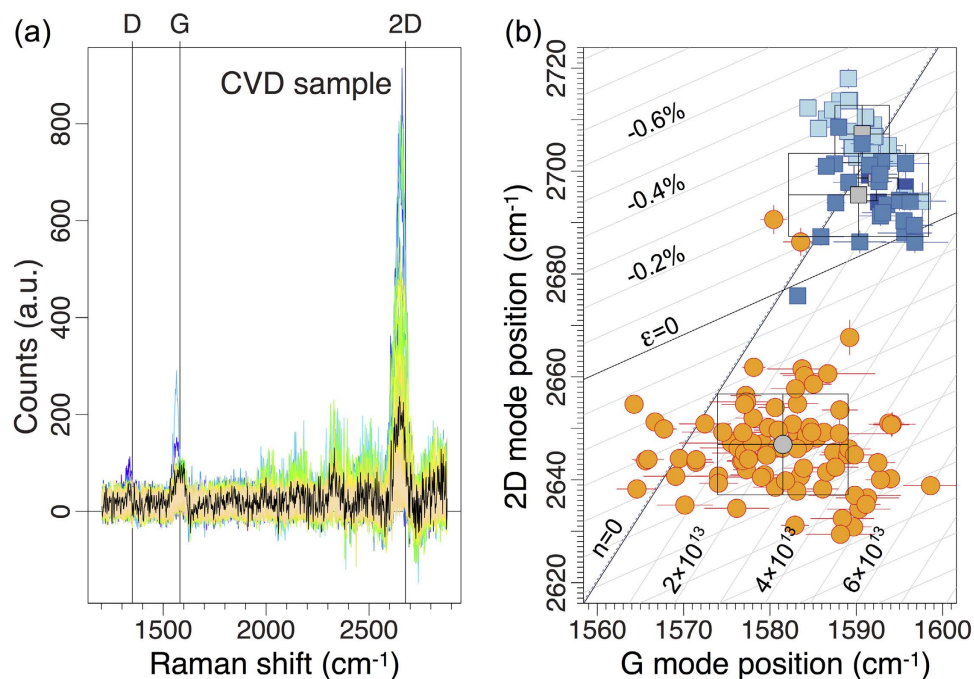 (a)
D G 2D
CVD sample
800
600
400
200
0
Counts (a.u.)
1500 2000 2500
Raman shift (cm-1)
(b)
2720
2700
2680
2660
2640
2620
2D mode position (cm-1)
-0.6%
-0.4%
-0.2%
ε=0
n=0
2×10¹³
4×10¹³
6×10¹³
1560 1570 1580 1590 1600
G mode position (cm-1)